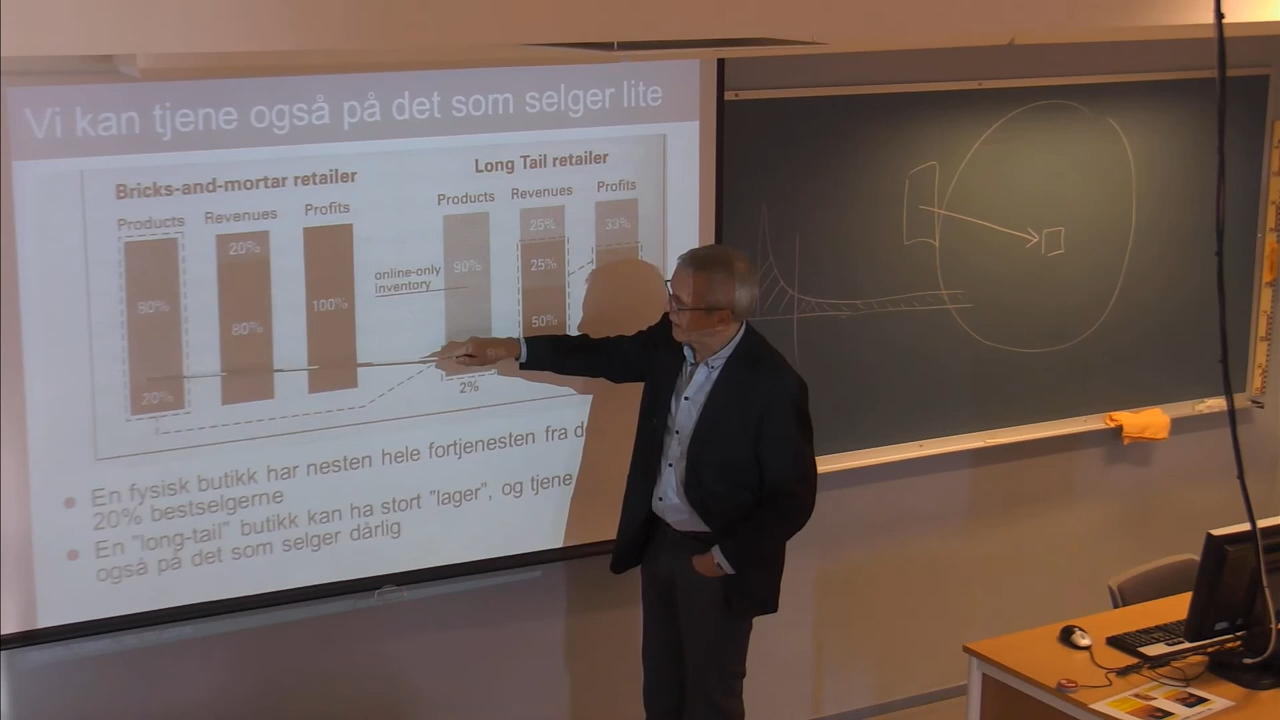 Vi kan tjene også på det som selger lite
Bricks-and-mortar retailer
Products Revenues Profits
80%
20%
20%
80%
100%
Long Tail retailer
Products Revenues Profits
online-only
inventory
90%
2%
25%
25%
50%
33%
En fysisk butikk har nesten hele fortjenesten fra
20% bestselgerne
En "long-tail" butikk kan ha stort "lager", og tjene
også på det som selger dårlig